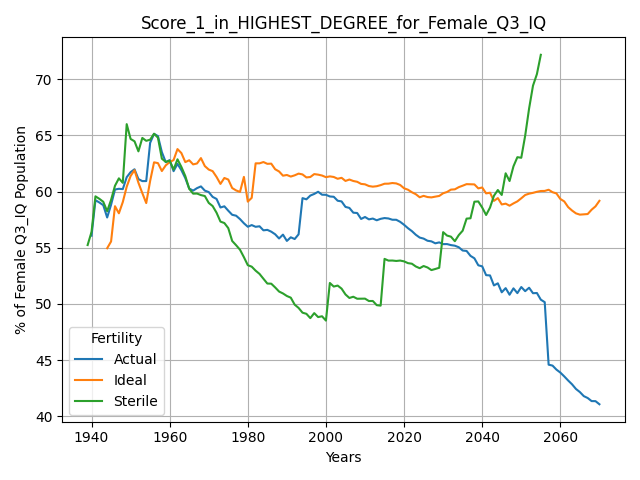 Score_1_in_HIGHEST_DEGREE_for_Female_Q3_IQ
% of Female Q3_IQ Population
70
65
60
55
50
45
40
Fertility
Actual
Ideal
Sterile
1940 1960 1980 2000 2020 2040 2060
Years